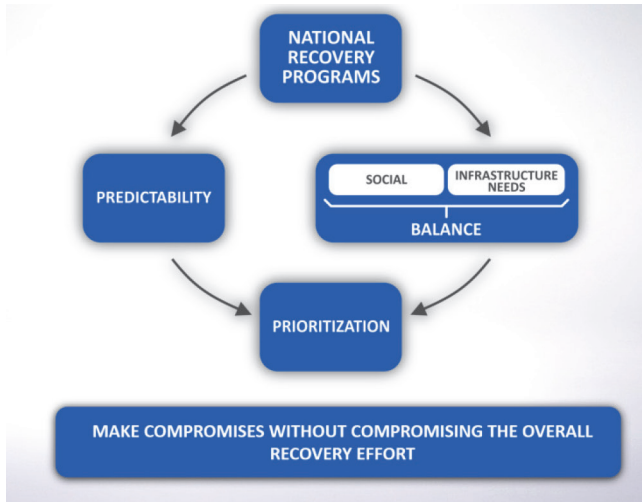 NATIONAL
RECOVERY
PROGRAMS
PREDICTABILITY
SOCIAL
INFRASTRUCTURE
NEEDS
BALANCE
PRIORITIZATION
MAKE COMPROMISES WITHOUT COMPROMISING THE OVERALL
RECOVERY EFFORT